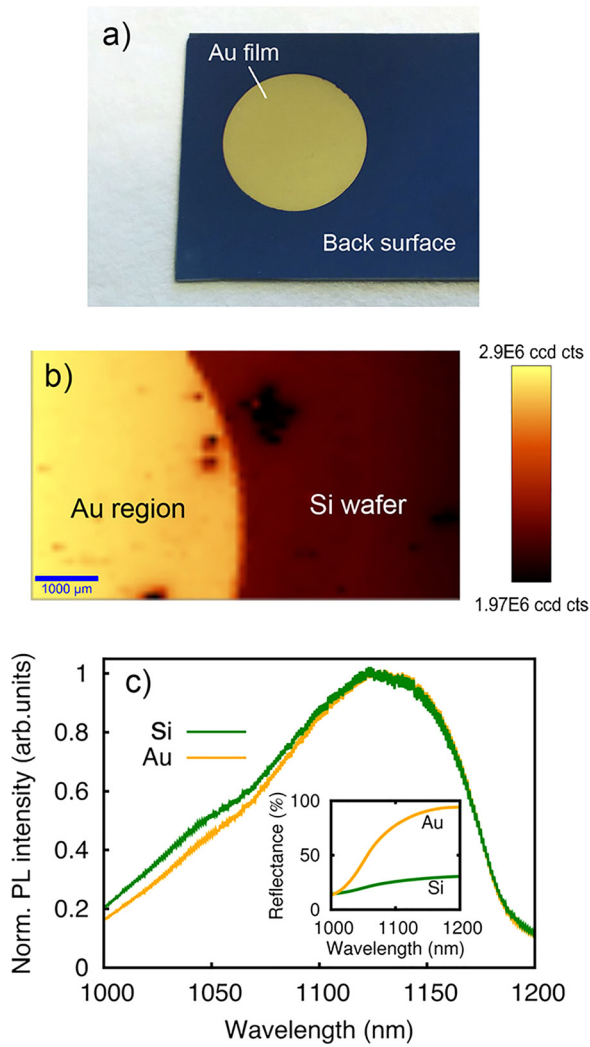 a)
Au film
Back surface
b)
2.9E6 ccd cts
Au region
Si wafer
1000 µm
1.97E6 ccd cts
c)
Norm. PL intensity (arb.units)
1
0.8
0.6
0.4
0.2
0
Si
Au
Reflectance (%)
100
50
0
Au
Si
1000 1100 1200
Wavelength (nm)
1000 1050 1100 1150 1200
Wavelength (nm)